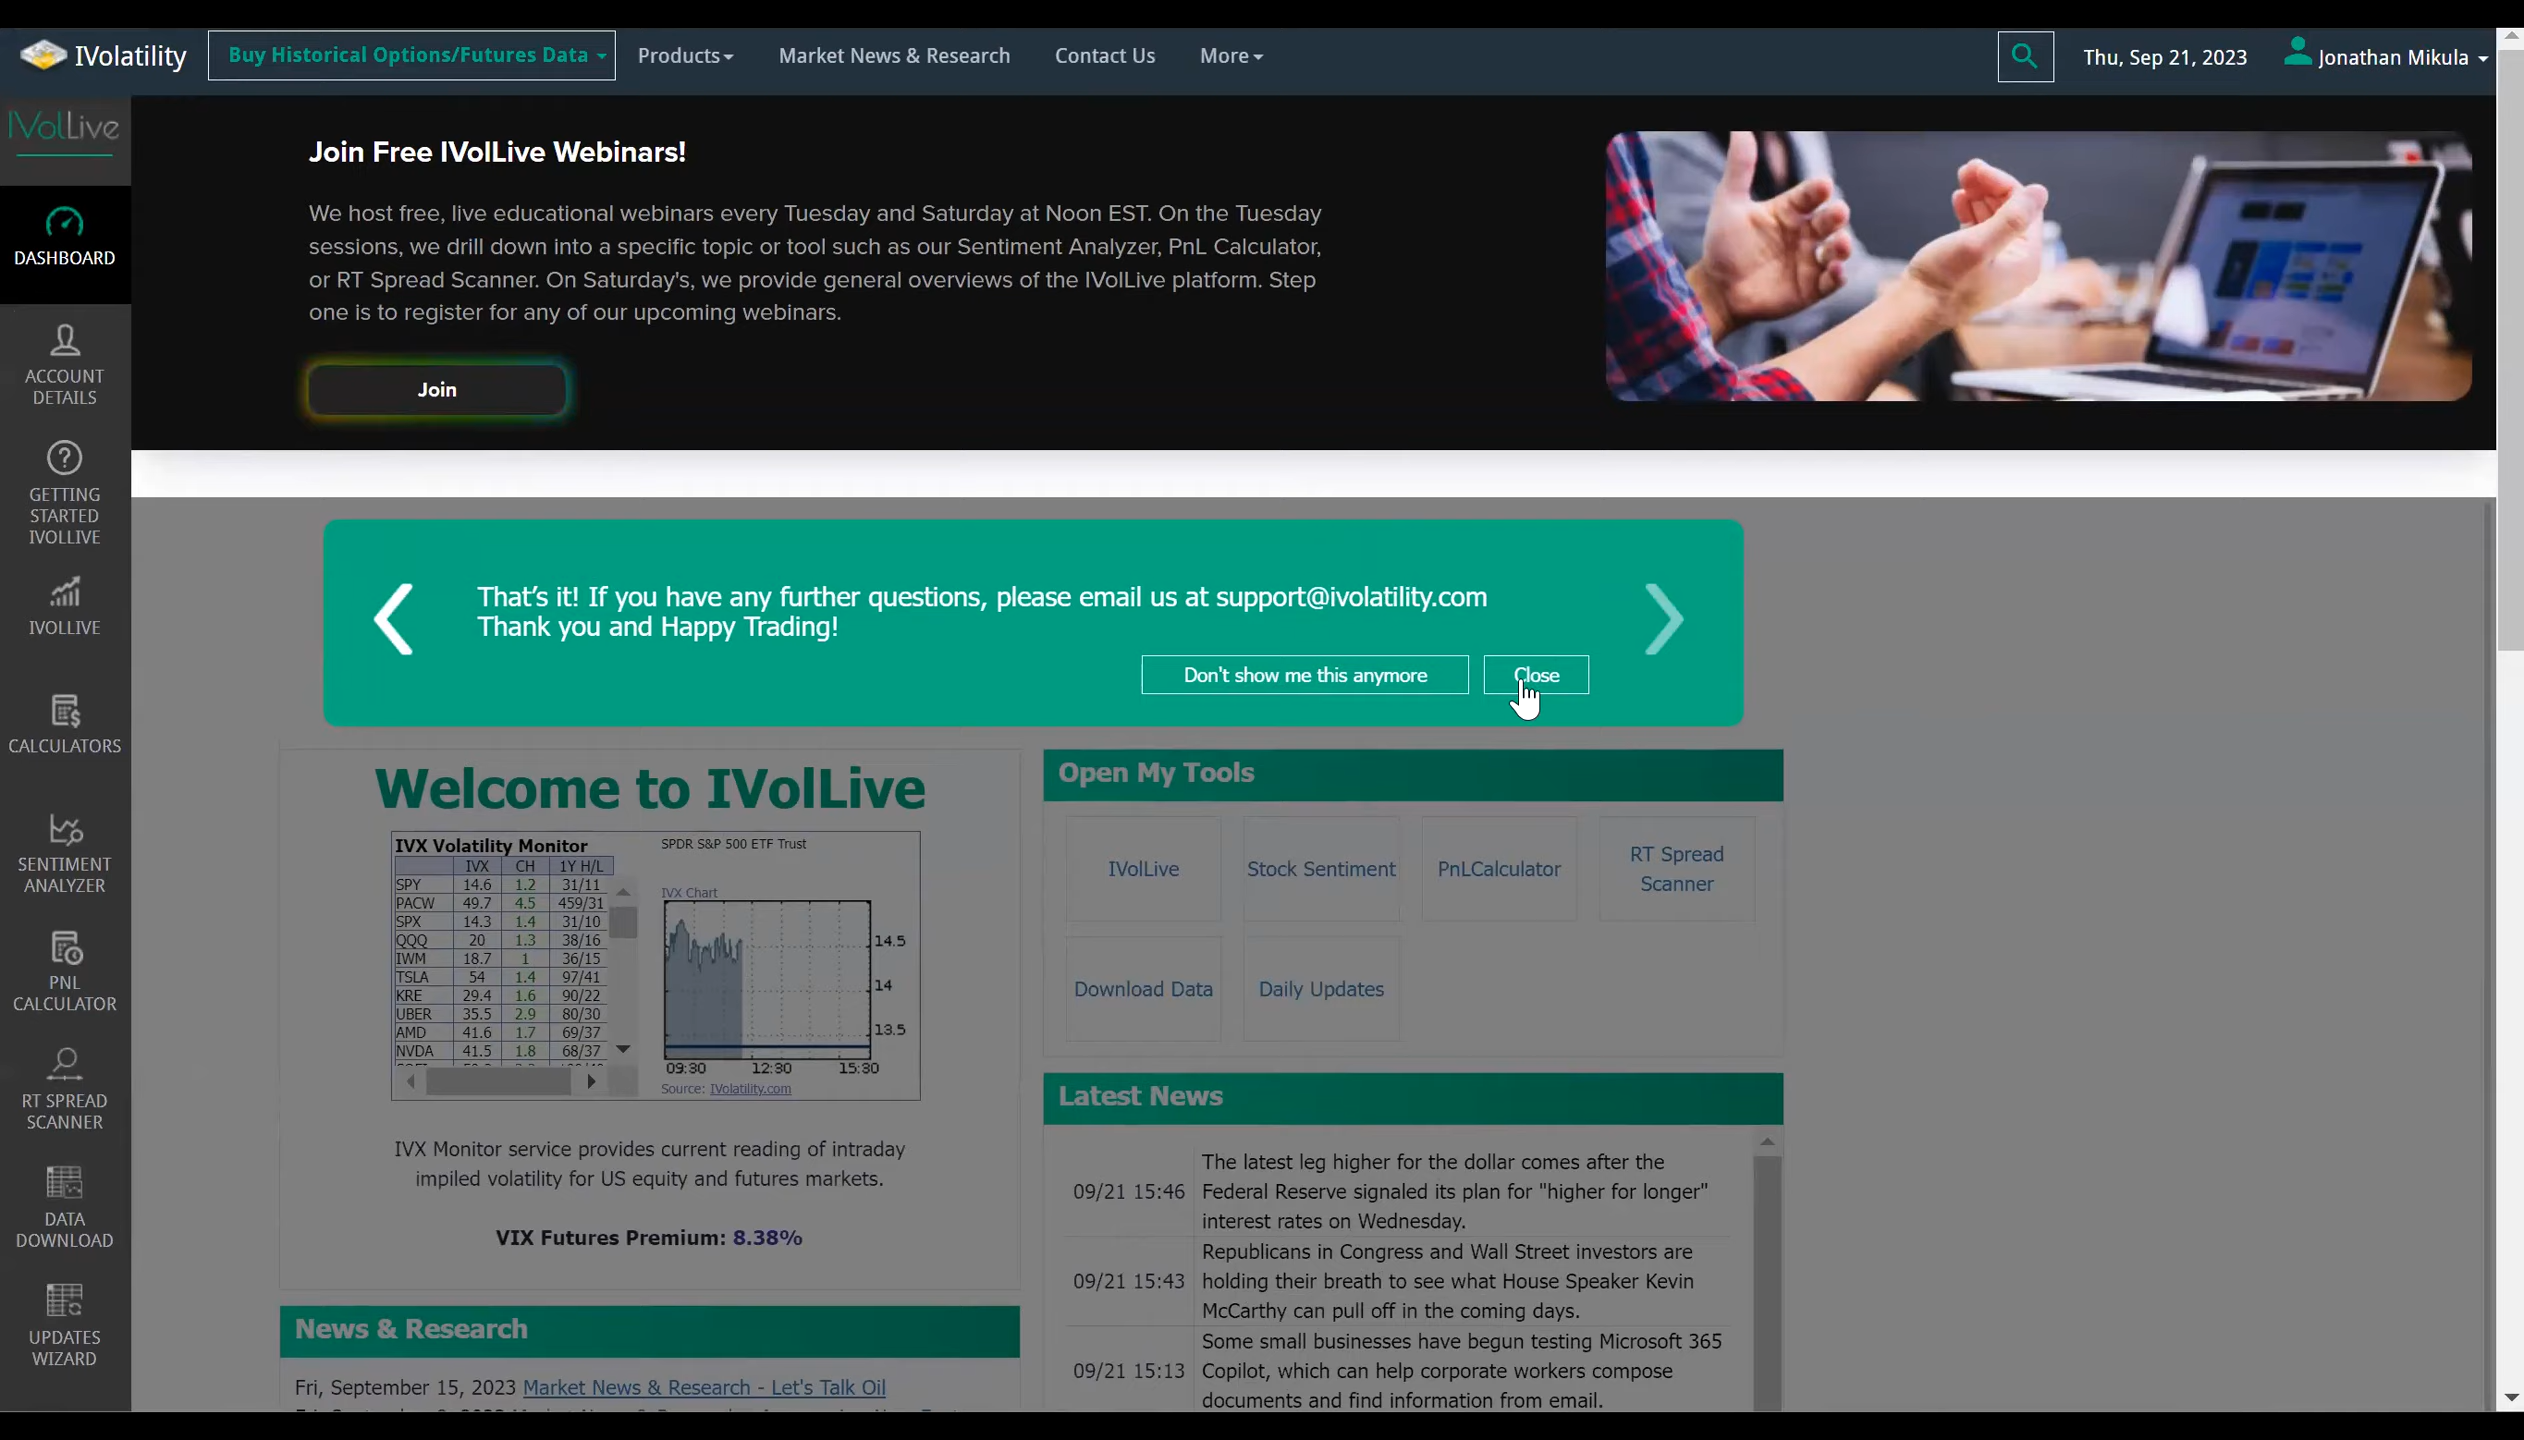 IVolatility
Buy Historical Options/Futures Data
Products
Market News & Research
Contact Us
More
Thu, Sep 21, 2023
Jonathan Mikula
IVolLive
DASHBOARD
ACCOUNT
DETAILS
GETTING
STARTED
IVOLLIVE
IVOLLIVE
CALCULATORS
SENTIMENT
ANALYZER
PNL
CALCULATOR
RT SPREAD
SCANNER
DATA
DOWNLOAD
UPDATES
WIZARD
Join Free IVolLive Webinars!
We host free, live educational webinars every Tuesday and Saturday at Noon EST. On the Tuesday
sessions, we drill down into a specific topic or tool such as our Sentiment Analyzer, PnL Calculator,
or RT Spread Scanner. On Saturday's, we provide general overviews of the IVolLive platform. Step
one is to register for any of our upcoming webinars.
Join
That's it! If you have any further questions, please email us at support@ivolatility.com
Thank you and Happy Trading!
Don't show me this anymore
Close
Welcome to IVolLive
IVX Volatility Monitor
IVX CH 1Y H/L
SPY 14.6 1.2 31/11
PACW 49.7 4.5 459/31
SPX 14.3 1.4 31/10
QQQ 20 1.3 38/16
IWM 18.7 1 36/15
TSLA 54 1.4 97/41
KRE 29.4 1.6 90/22
UBER 35.5 2.9 80/30
AMD 41.6 1.7 69/37
NVDA 41.5 1.8 68/37
SPDR S&P 500 ETF Trust
IVX Chart
14.5
14
13.5
09:30 12:30 15:30
Source: IVolatility.com
IVX Monitor service provides current reading of intraday
impiled volatility for US equity and futures markets.
VIX Futures Premium: 8.38%
News & Research
Fri, September 15, 2023 Market News & Research - Let's Talk Oil
Open My Tools
IVolLive
Stock Sentiment
PnLCalculator
RT Spread
Scanner
Download Data
Daily Updates
Latest News
09/21 15:46
The latest leg higher for the dollar comes after the
Federal Reserve signaled its plan for "higher for longer"
interest rates on Wednesday.
09/21 15:43
Republicans in Congress and Wall Street investors are
holding their breath to see what House Speaker Kevin
McCarthy can pull off in the coming days.
09/21 15:13
Some small businesses have begun testing Microsoft 365
Copilot, which can help corporate workers compose
documents and find information from email.